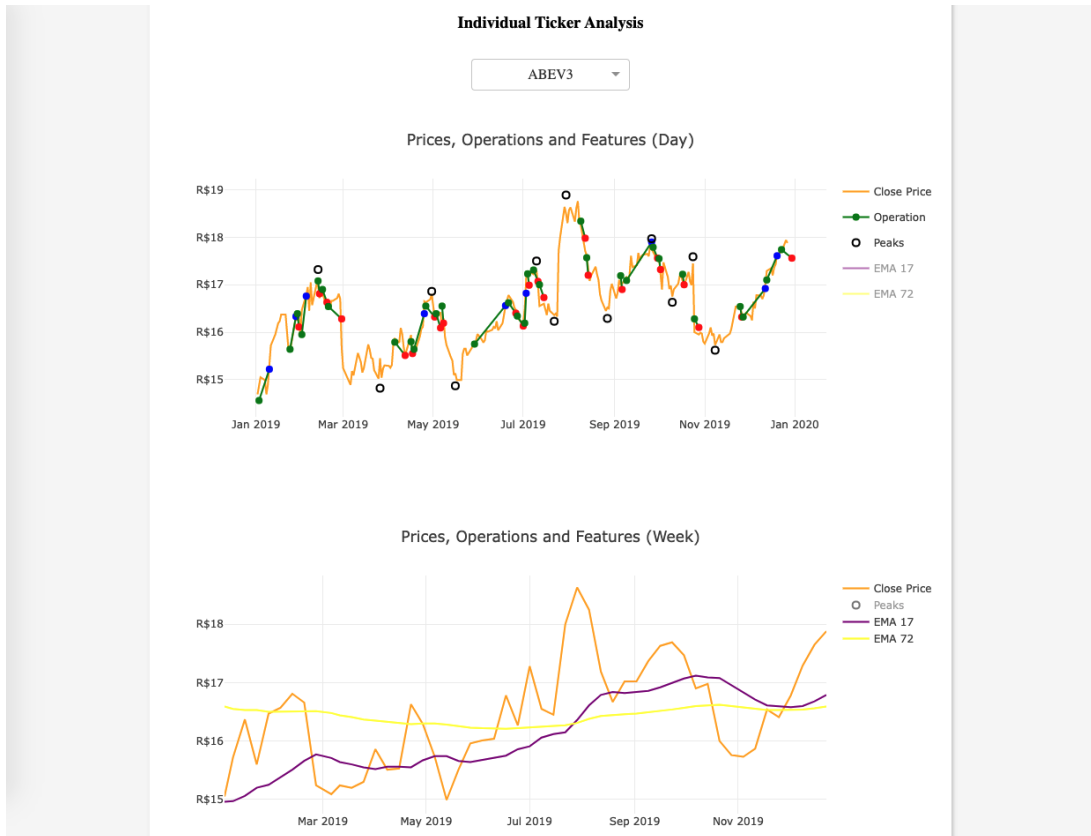 Individual Ticker Analysis
ABEV3
Prices, Operations and Features (Day)
R$19
R$18
R$17
R$16
R$15
Jan 2019
Mar 2019
May 2019
Jul 2019
Sep 2019
Nov 2019
Jan 2020
Close Price
Operation
Peaks
EMA 17
EMA 72
Prices, Operations and Features (Week)
R$18
R$17
R$16
R$15
Mar 2019
May 2019
Jul 2019
Sep 2019
Nov 2019
Close Price
Peaks
EMA 17
EMA 72